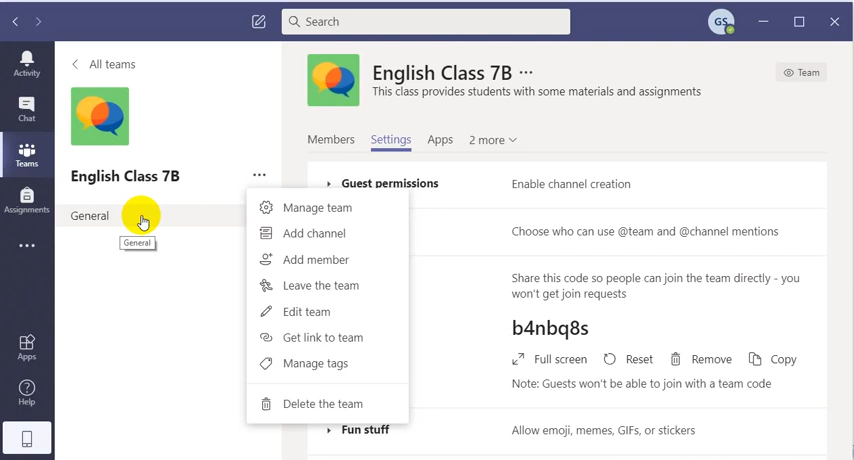 Search
GS
Activity
Chat
Teams
Assignments
Apps
Help
All teams
English Class 7B
General
General
English Class 7B
This class provides students with some materials and assignments
Team
Members
Settings
Apps
2 more
Guest permissions
Enable channel creation
Choose who can use @team and @channel mentions
Share this code so people can join the team directly - you
won't get join requests
b4nbq8s
Full screen
Reset
Remove
Copy
Note: Guests won't be able to join with a team code
Fun stuff
Allow emoji, memes, GIFs, or stickers
Manage team
Add channel
Add member
Leave the team
Edit team
Get link to team
Manage tags
Delete the team